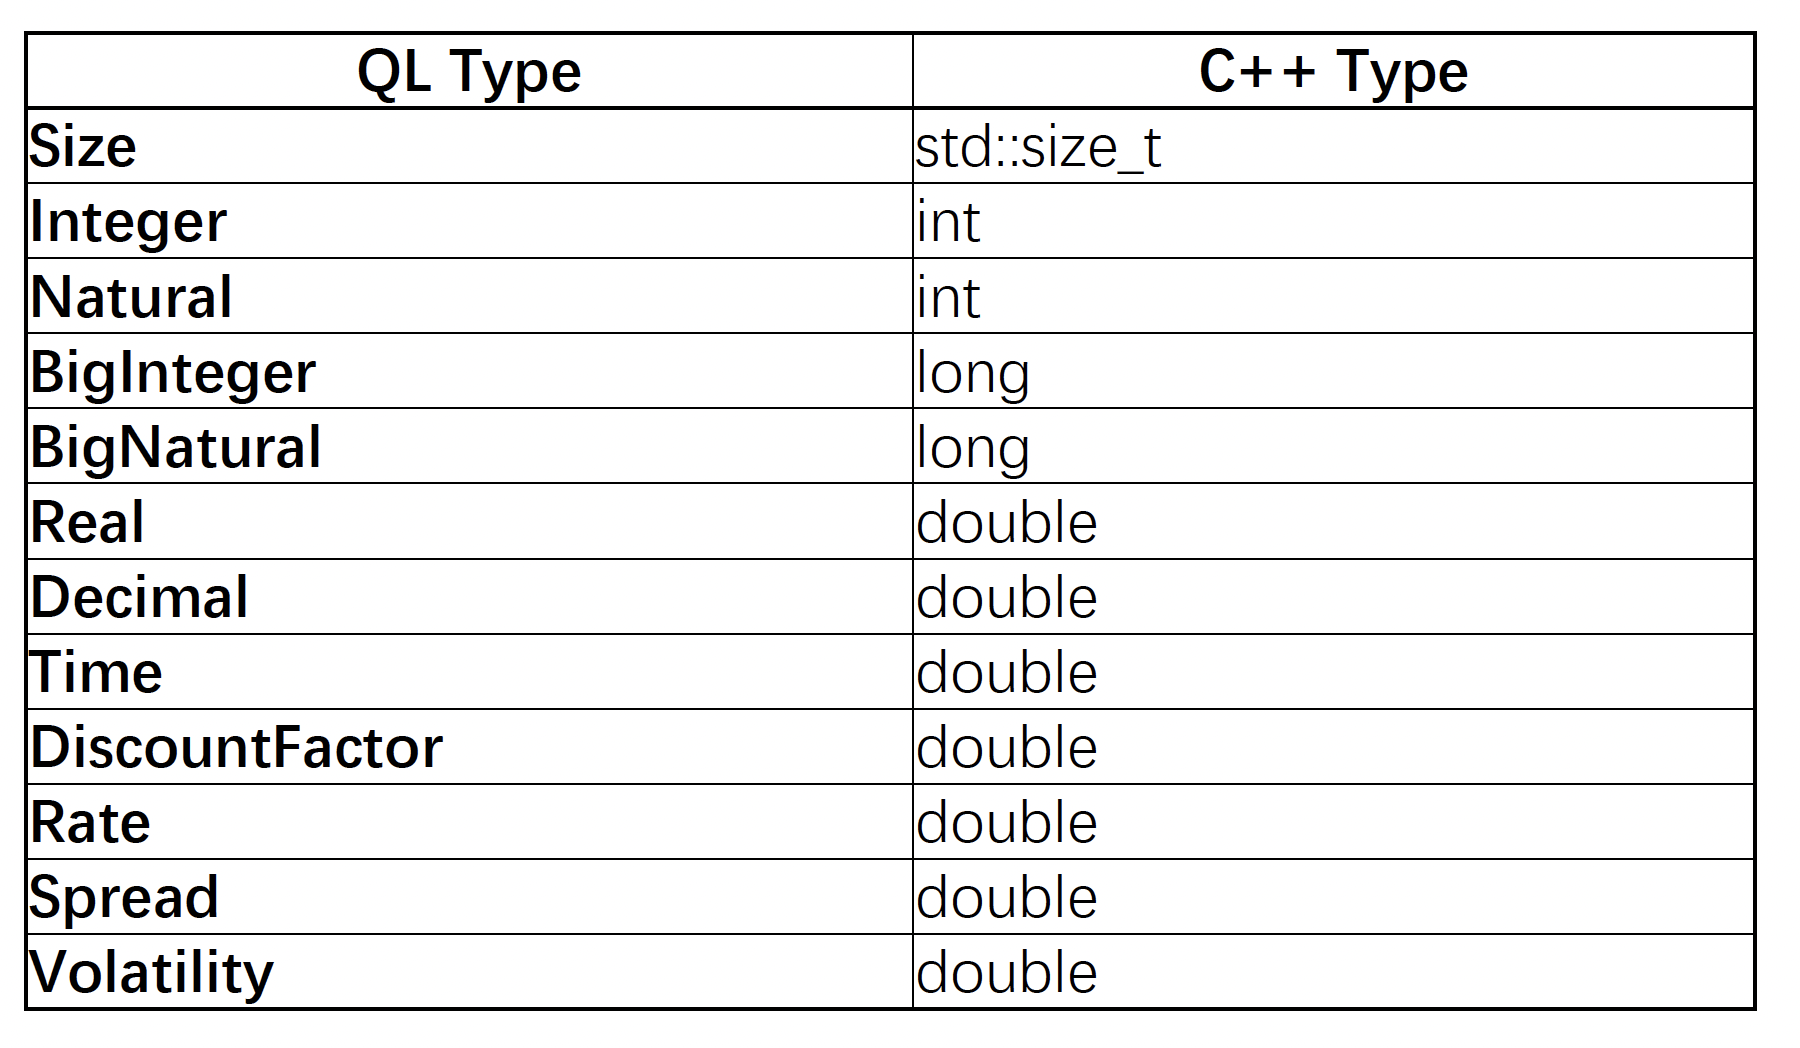 QL Type C++ Type
Size std::size_t
Integer int
Natural int
BigInteger long
BigNatural long
Real double
Decimal double
Time double
DiscountFactor double
Rate double
Spread double
Volatility double